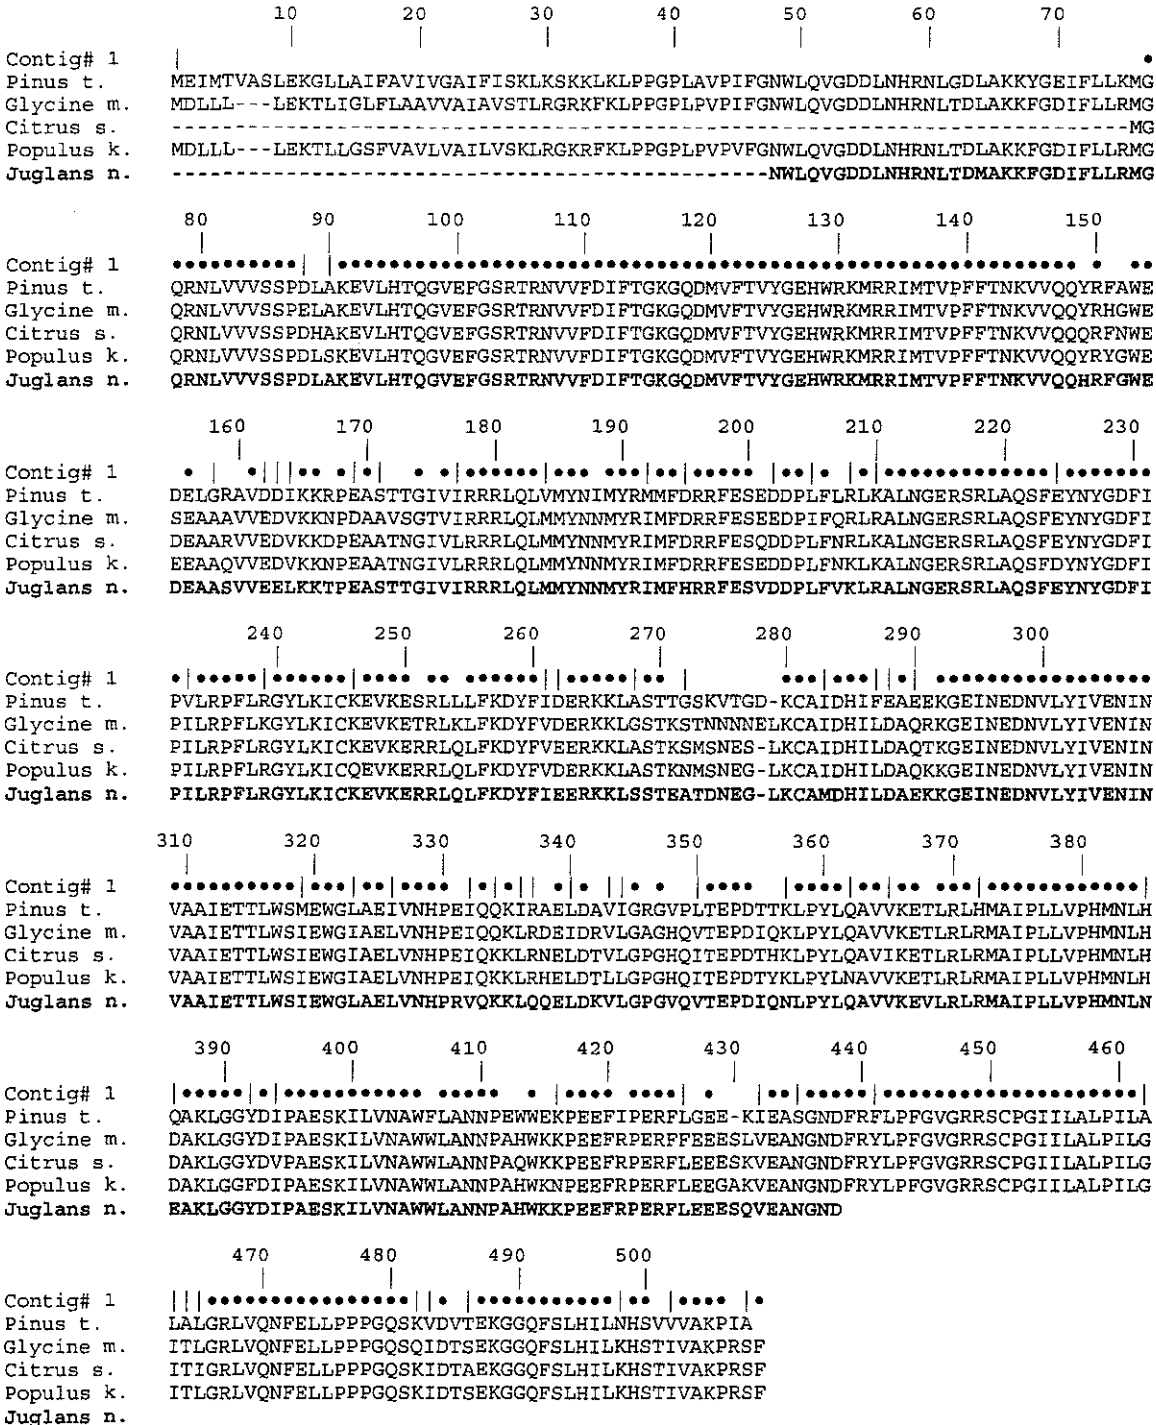 10 20 30 40 50 60 70
Contig# 1 | •
Pinus t. MEIMTVASLEKGLLAIFAVIVGAIFISKLKSKKLKLPPGPLAVPIFGNWLQVGDDLNHRNLGDLAKKYGEIFLLKMG
Glycine m. MDLLL---LEKTLIGLFLAAVVAIAVSTLRGRKFKLPPGPLPVPIFGNWLQVGDDLNHRNLTDLAKKFGDIFLLRMG
Citrus s. ---------------------------------------------------------------------------MG
Populus k. MDLLL---LEKTLLGSFVAVLVAILVSKLRGKRFKLPPGPLPVPVFGNWLQVGDDLNHRNLTDLAKKFGDIFLLRMG
Juglans n. -----------------------------------------------NWLQVGDDLNHRNLTDMAKKFGDIFLLRMG
80 90 100 110 120 130 140 150
Contig# 1 ••••••••••| |•••••••••••••••••••••••••••••••••••••••••••••••••••••••••• | ••
Pinus t. QRNLVVVSSPDLAKEVLHTQGVEFGSRTRNVVFDIFTGKGQDMVFTVYGEHWRKMRRIMTVPFFTNKVVQQYRFAWE
Glycine m. QRNLVVVSSPELAKEVLHTQGVEFGSRTRNVVFDIFTGKGQDMVFTVYGEHWRKMRRIMTVPFFTNKVVQQYRHGWE
Citrus s. QRNLVVVSSPDHAKEVLHTQGVEFGSRTRNVVFDIFTGKGQDMVFTVYGEHWRKMRRIMTVPFFTNKVVQQQRFNWE
Populus k. QRNLVVVSSPDLSKEVLHTQGVEFGSRTRNVVFDIFTGKGQDMVFTVYGEHWRKMRRIMTVPFFTNKVVQQYRYGWE
Juglans n. QRNLVVVSSPDLAKEVLHTQGVEFGSRTRNVVFDIFTGKGQDMVFTVYGEHWRKMRRIMTVPFFTNKVVQQHRFGWE
160 170 180 190 200 210 220 230
Contig# 1 • | •||| •• •|•| • •|••••••|•••|•••|••|•••••|••|• |•|•••••••••••••|•••••••
Pinus t. DELGRAVDDIKKRPEASTTGIVIRRRLQLVMYNIMYRMMFDRRFESEDDPLFLRLKALNGERSRLAQSFEYNYGDFI
Glycine m. SEAAAVVEDVKKNPDAAVSGTVIRRRLQLMMYNNMYRIMFDRRFESEEDPIFQRLRALNGERSRLAQSFEYNYGDFI
Citrus s. DEAARVVEDVKKDPEAATNGIVLRRRLQLMMYNNMYRIMFDRRFESQDDPLFNRLKALNGERSRLAQSFEYNYGDFI
Populus k. EEAAQVVEDVKKNPEAATNGIVLRRRLQLMMYNNMYRIMFDRRFESEDDPLFNKLKALNGERSRLAQSFDYNYGDFI
Juglans n. DEAASVVEELKKTPEASTTGIVIRRRLQLMMYNNMYRIMFHRRFESVDDPLFVKLRALNGERSRLAQSFEYNYGDFI
240 250 260 270 280 290 300
Contig# 1 •|•••••|••••••|•••• •• ••••••||•••••|•• | ••••|••••||•| ••••••••••••••••••
Pinus t. PVLRPFLRGYLKICKEVKESRLLLFKDYFIDERKKLASTTGSKVTGD-KCAIDHIFEAEEKGEINEDNVLYIVENIN
Glycine m. PILRPFLKGYLKICKEVKETRLKLFKDYFVDERKKLGSTKSTNNNNELKCAIDHILDAQRKGEINEDNVLYIVENIN
Citrus s. PILRPFLRGYLKICKEVKERRLQLFKDYFVEERKKLASTKSMSNES-LKCAIDHILDAQTKGEINEDNVLYIVENIN
Populus k. PILRPFLRGYLKICQEVKERRLQLFKDYFVDERKKLASTKNMSNEG-LKCAIDHILDAQKKGEINEDNVLYIVENIN
Juglans n. PILRPFLRGYLKICKEVKERRLQLFKDYFIEERKKLSSTEATDNEG-LKCAMDHILDAEKKGEINEDNVLYIVENIN
310 320 330 340 350 360 370 380
Contig# 1 ••••••••••|•••|••|••••| •|•|| •|• ||• • |•••• |••••|•|••|••••|••••••••••••|
Pinus t. VAAIETTLWSMEWGLAEIVNHPEIQQKIRAELDAVIGRGVPLTEPDTTKLPYLQAVVKETLRLHMAIPLLVPHMNLH
Glycine m. VAAIETTLWSIEWGIAELVNHPEIQQKLRDEIDRVLGAGHQVTEPDIQKLPYLQAVVKETLRLRMAIPLLVPHMNLH
Citrus s. VAAIETTLWSIEWGIAELVNHPEIQKKLRNELDTVLGPGHQITEPDTHKLPYLQAVIKETLRLRMAIPLLVPHMNLH
Populus k. VAAIETTLWSIEWGIAELVNHPEIQKKLRHELDTLLGPGHQITEPDTYKLPYLNAVVKETLRLRMAIPLLVPHMNLH
Juglans n. VAAIETTLWSIEWGLAELVNHPRVQKKLQQELDKVLGPGVQVTEPDIQNLPYLQAVVKEVLRLRMAIPLLVPHMNLN
390 400 410 420 430 440 450 460
Contig# 1 |•••••|•|••••••••••• •••••• • |•••••|••••| • |••|•••••|••••••••••••••••••••|
Pinus t. QAKLGGYDIPAESKILVNAWFLANNPEWWEKPEEFIPERFLGEE-KIEASGNDFRFLPFGVGRRSCPGIILALPILA
Glycine m. DAKLGGYDIPAESKILVNAWWLANNPAHWKKPEEFRPERFFEEESLVEANGNDFRYLPFGVGRRSCPGIILALPILG
Citrus s. DAKLGGYDVPAESKILVNAWWLANNPAQWKKPEEFRPERFLEEESKVEANGNDFRYLPFGVGRRSCPGIILALPILG
Populus k. DAKLGGFDIPAESKILVNAWWLANNPAHWKNPEEFRPERFLEEGAKVEANGNDFRYLPFGVGRRSCPGIILALPILG
Juglans n. EAKLGGYDIPAESKILVNAWWLANNPAHWKKPEEFRPERFLEEESQVEANGND
470 480 490 500
Contig# 1 |||••••••••••••••••||• |•••••••••••|••|••••|•
Pinus t. LALGRLVQNFELLPPPGQSKVDVTEKGGQFSLHILNHSVVVAKPIA
Glycine m. ITLGRLVQNFELLPPPGQSQIDTSEKGGQFSLHILKHSTIVAKPRSF
Citrus s. ITIGRLVQNFELLPPPGQSKIDTAEKGGQFSLHILKHSTIVAKPRSF
Populus k. ITLGRLVQNFELLPPPGQSKIDTSEKGGQFSLHILKHSTIVAKPRSF
Juglans n.